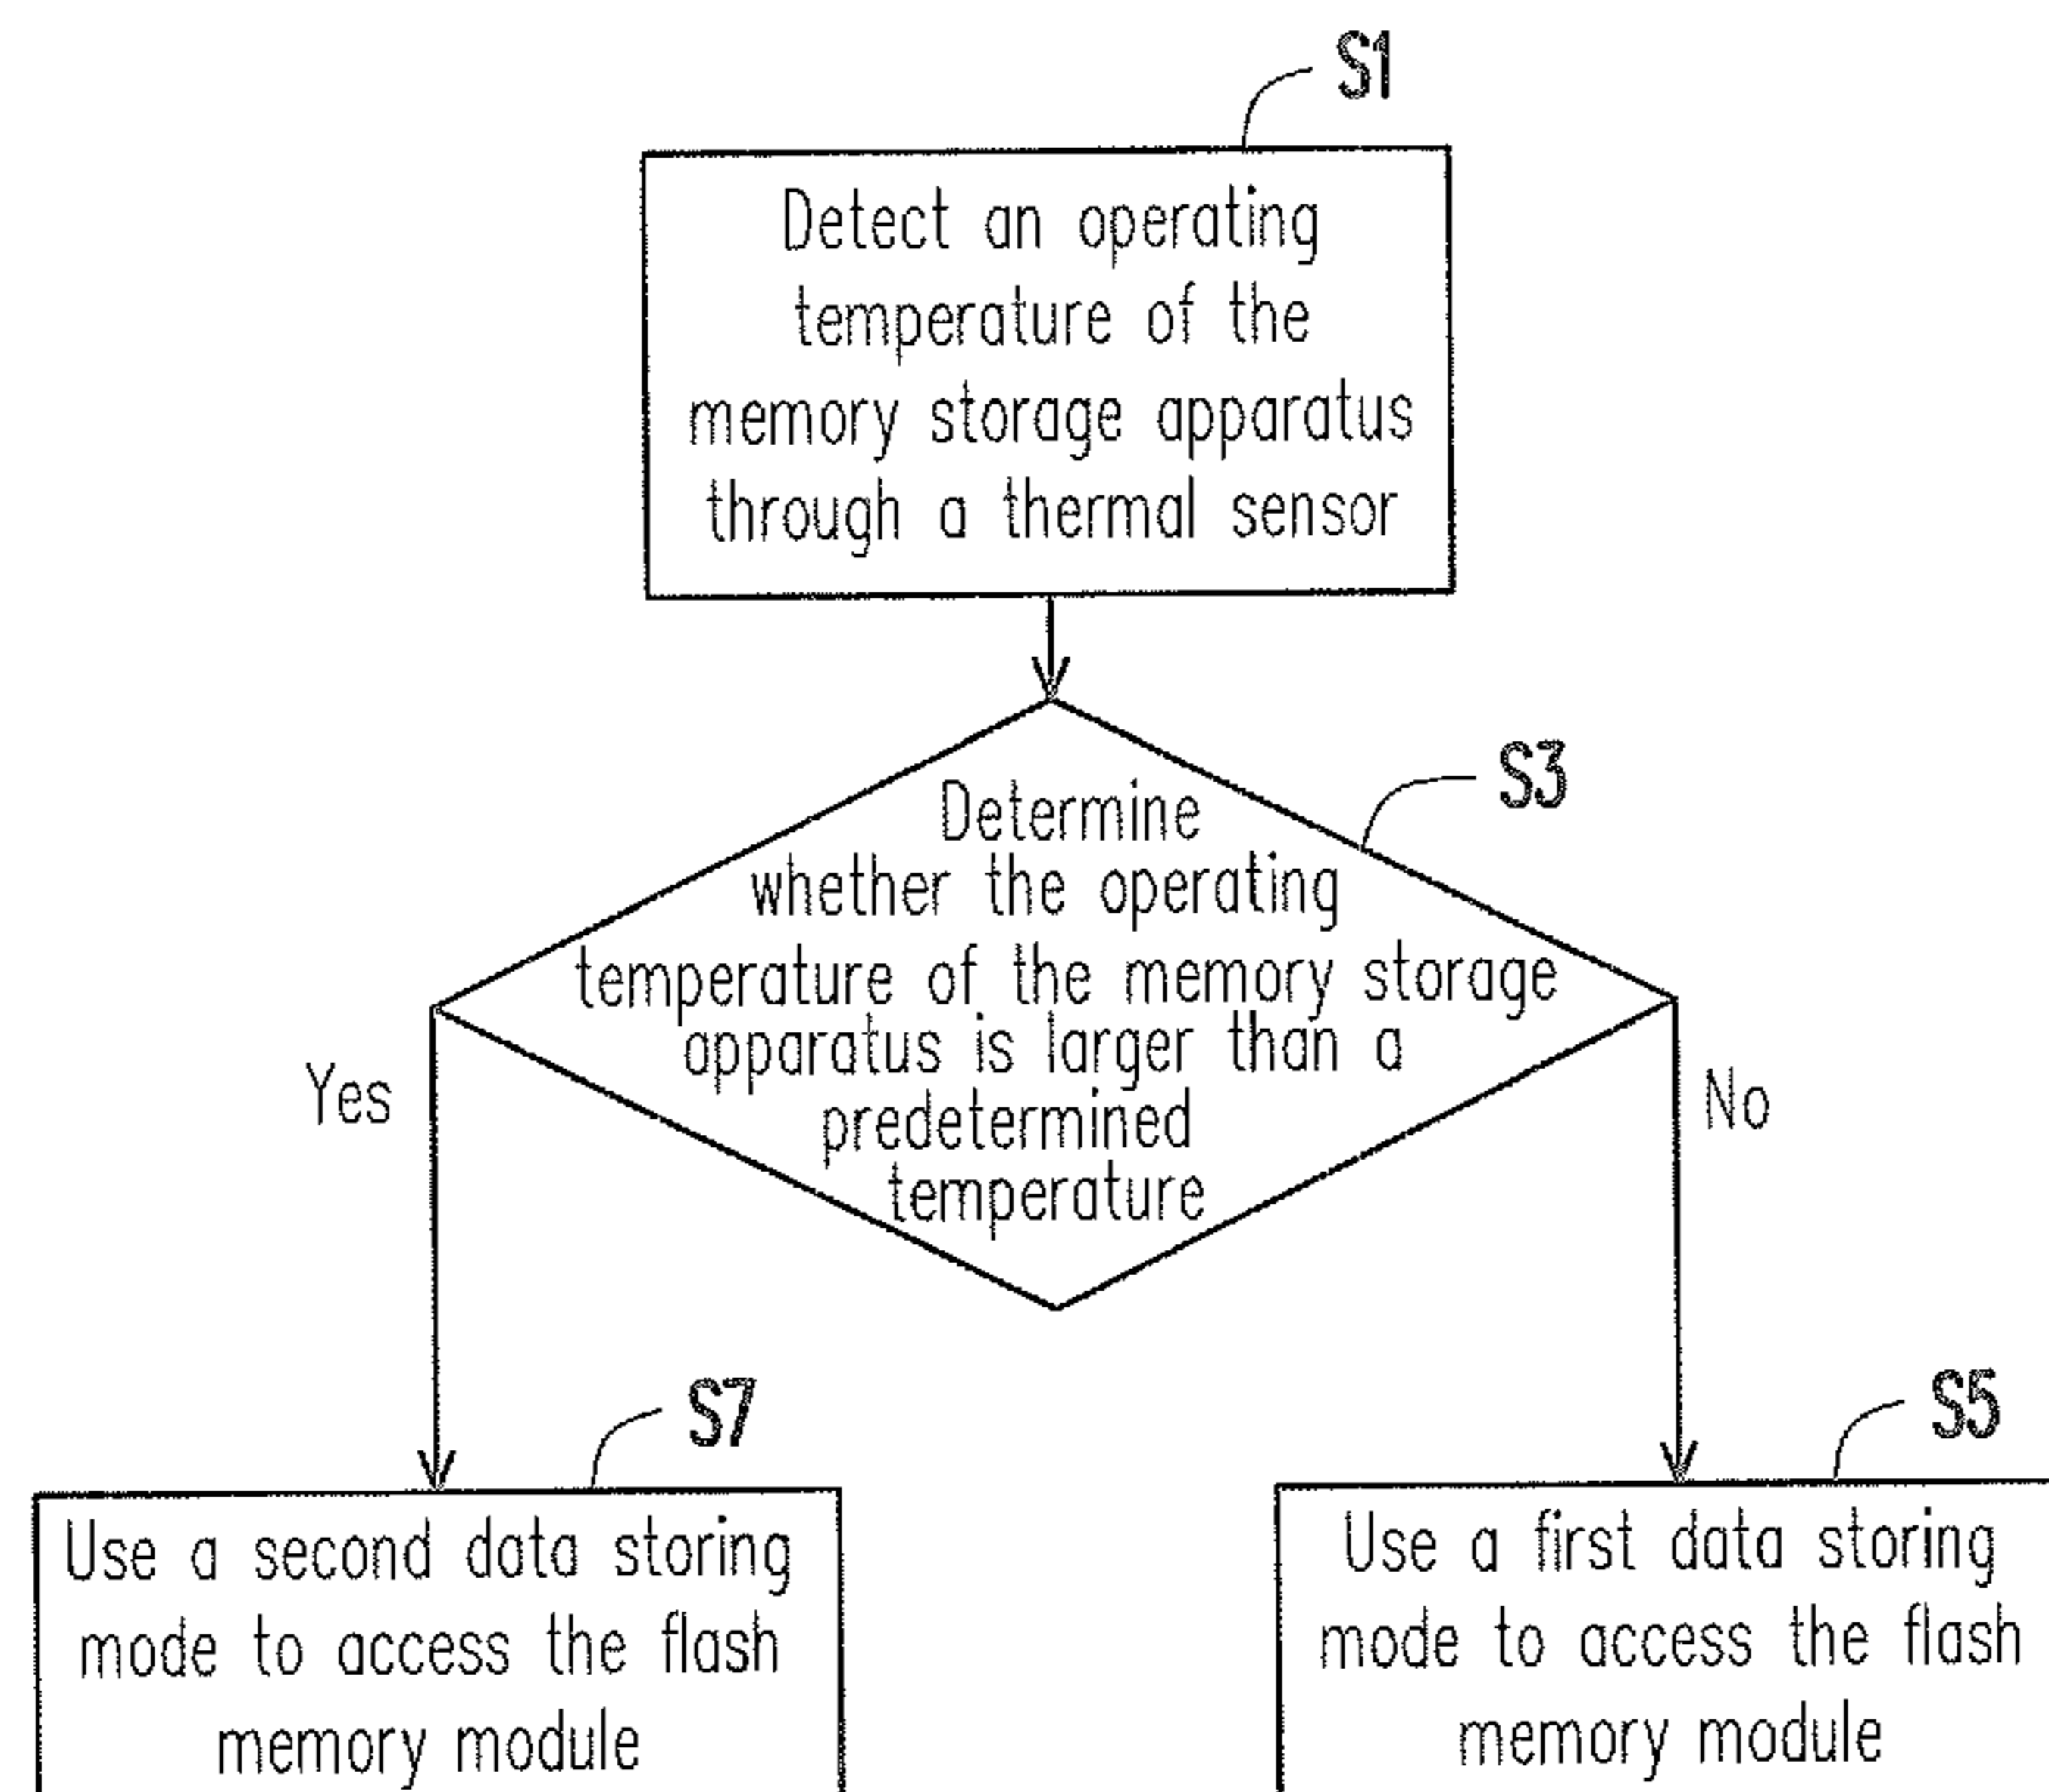 S1
Detect an operating
temperature of the
memory storage apparatus
through a thermal sensor
S3
Determine
whether the operating
temperature of the memory storage
apparatus is larger than a
predetermined
temperature
Yes
No
S7
Use a second data storing
mode to access the flash
memory module
S5
Use a first data storing
mode to access the flash
memory module